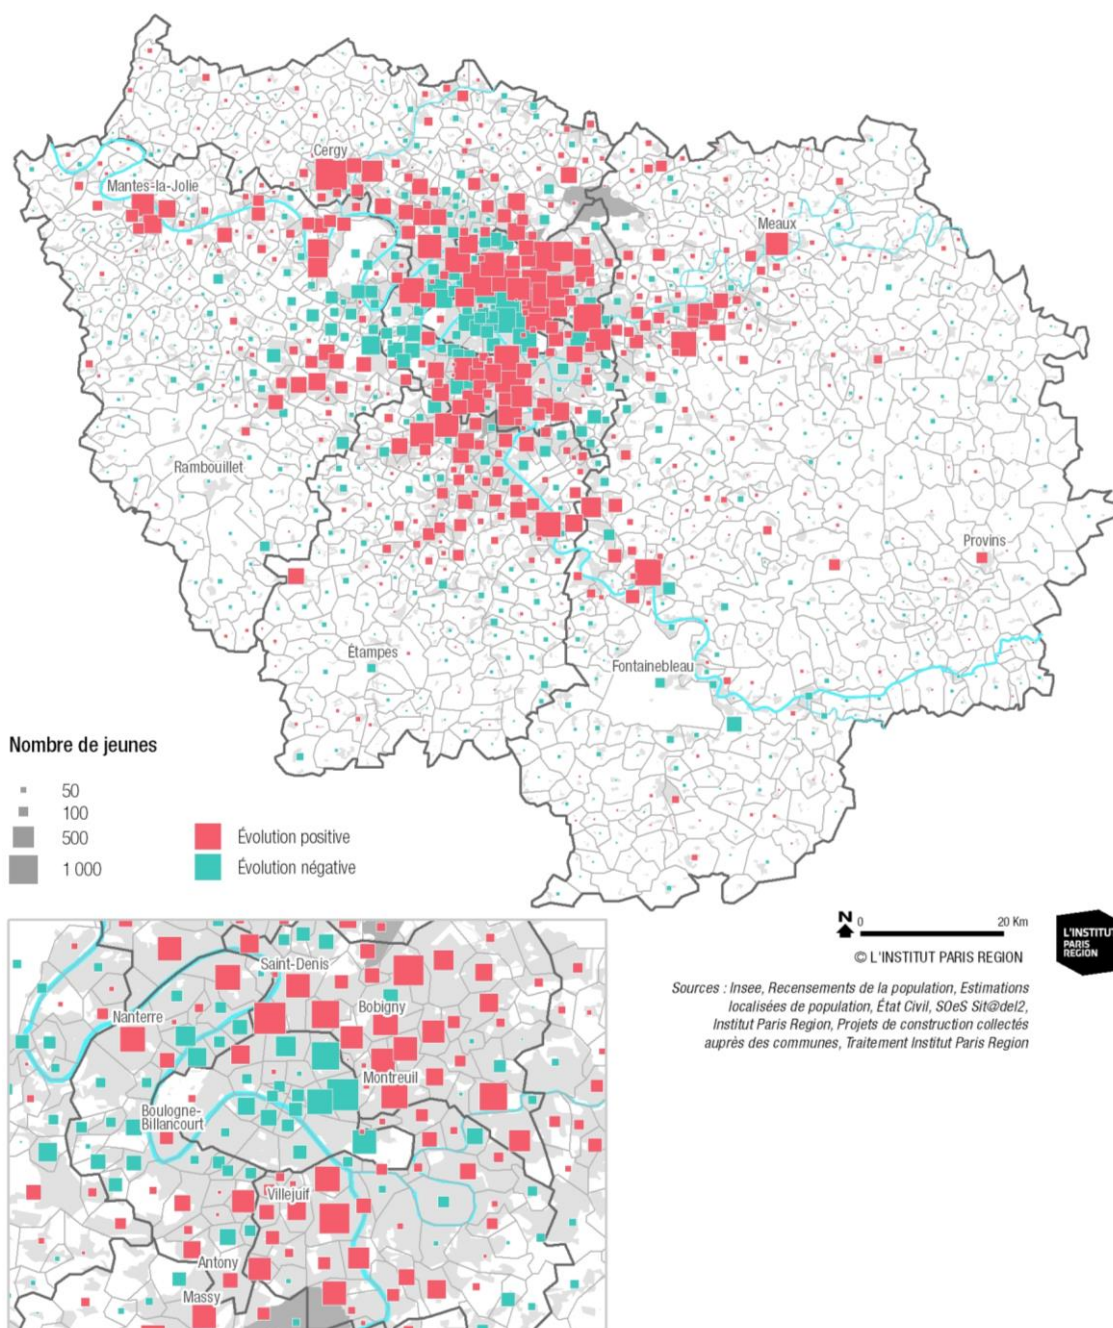 Cergy
Mantes-la-Jolie
Meaux
Rambouillet
Provins
Étampes
Fontainebleau
Nombre de jeunes
50
100
500
1 000
Évolution positive
Évolution négative
N 0 20 Km
© L'INSTITUT PARIS REGION
L'INSTITUT
PARIS
REGION
Sources : Insee, Recensements de la population, Estimations
localisées de population, État Civil, SOeS Sit@del2,
Institut Paris Region, Projets de construction collectés
auprès des communes, Traitement Institut Paris Region
Saint-Denis
Nanterre
Bobigny
Montreuil
Boulogne-
Billancourt
Villejuif
Antony
Massy